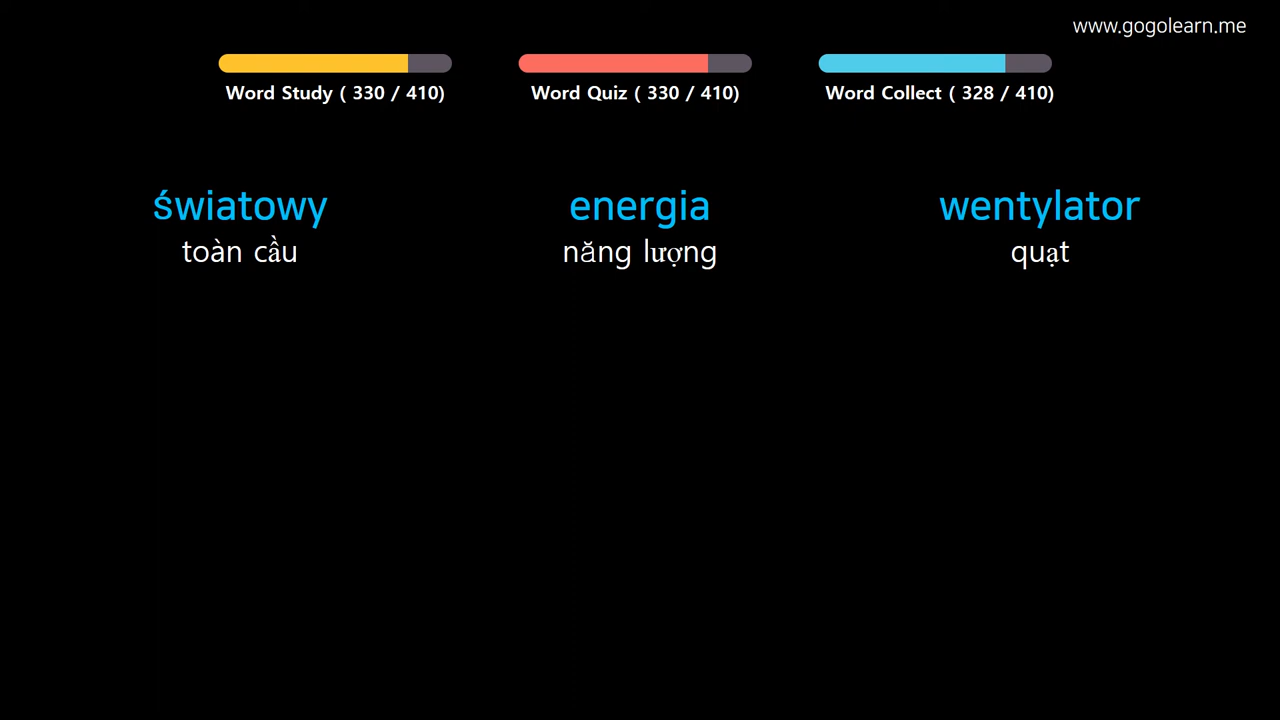 www.gogolearn.me
Word Study ( 330 / 410)
Word Quiz ( 330 / 410)
Word Collect ( 328 / 410)
światowy
toàn cầu
energia
năng lượng
wentylator
quạt